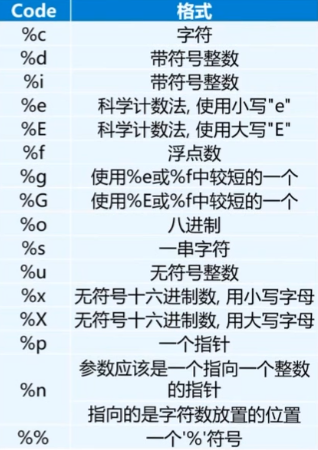 Code 格式
%c 字符
%d 带符号整数
%i 带符号整数
%e 科学计数法, 使用小写"e"
%E 科学计数法, 使用大写"E"
%f 浮点数
%g 使用%e或%f中较短的一个
%G 使用%E或%f中较短的一个
%o 八进制
%s 一串字符
%u 无符号整数
%x 无符号十六进制数, 用小写字母
%X 无符号十六进制数, 用大写字母
%p 一个指针
%n 参数应该是一个指向一个整数
的指针
指向的是字符数放置的位置
%% 一个'%'符号